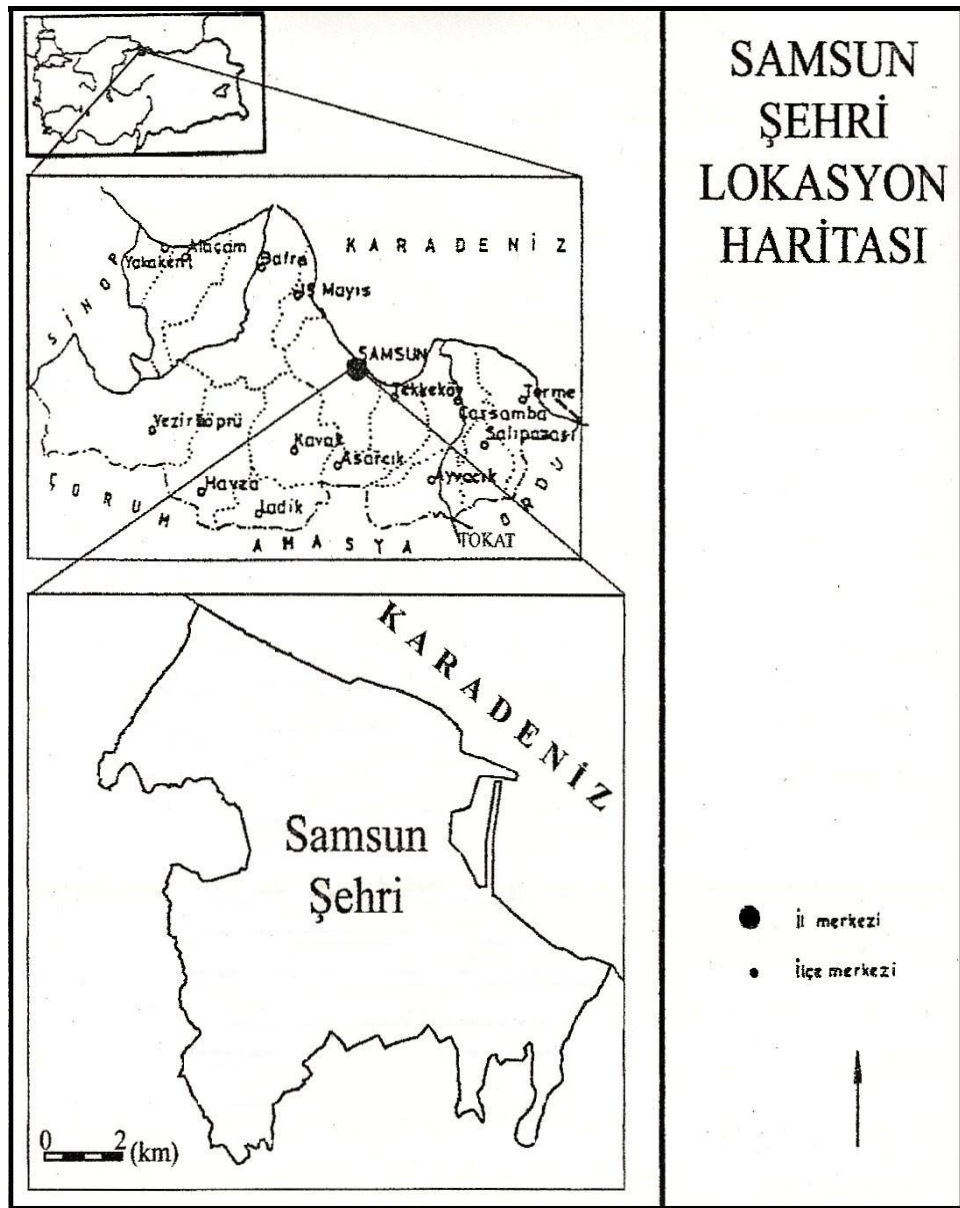 SAMSUN
ŞEHRİ
LOKASYON
HARİTASI
KARADENİZ
SİNOP
Yakakent
Alaçam
Bafra
19 Mayıs
SAMSUN
Tekkeköy
Terme
Çarşamba
Salıpazaşı
Vezirköprü
Kavak
Asarcık
Ayvacık
Havza
Ladik
ÇORUM
AMASYA
TOKAT
ORDU
KARADENİZ
Samsun
Şehri
0 2 (km)
İl merkezi
İlçe merkezi